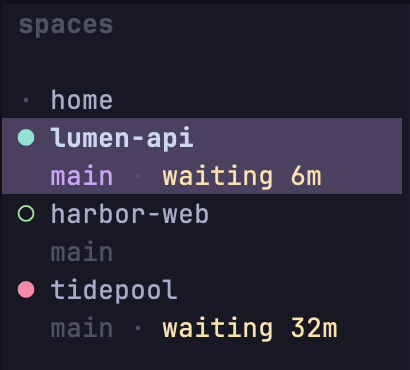 spaces
home
lumen-api
main · waiting 6m
harbor-web
main
tidepool
main · waiting 32m